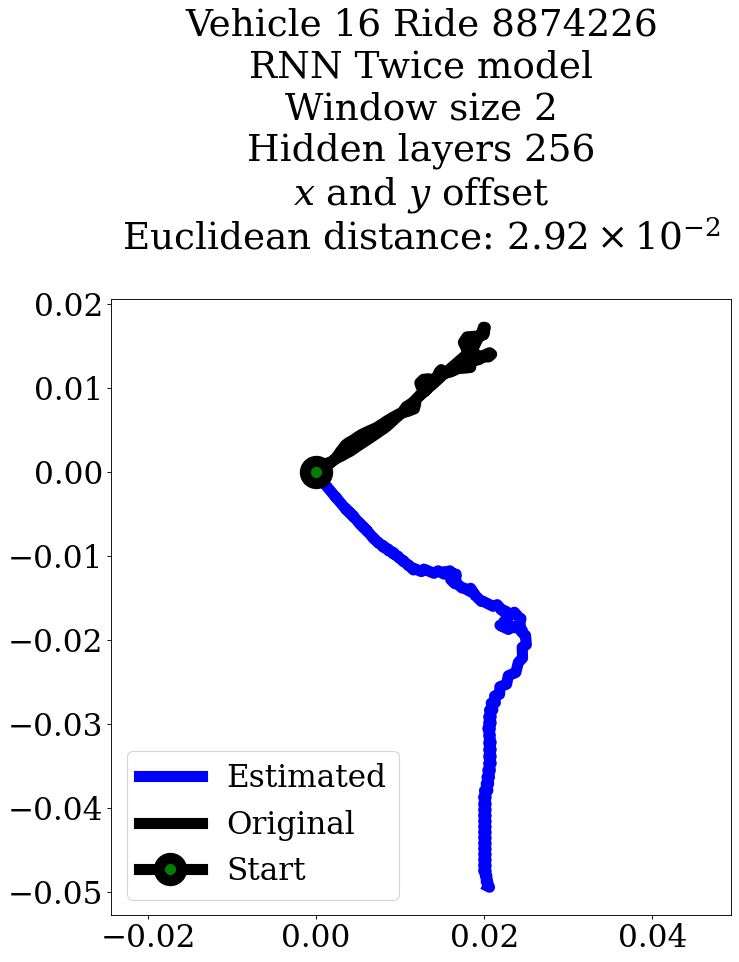 Vehicle 16 Ride 8874226
RNN Twice model
Window size 2
Hidden layers 256
x and y offset
Euclidean distance: 2.92 × 10⁻²
0.02
0.01
0.00
−0.01
−0.02
−0.03
−0.04
−0.05
Estimated
Original
Start
−0.02 0.00 0.02 0.04